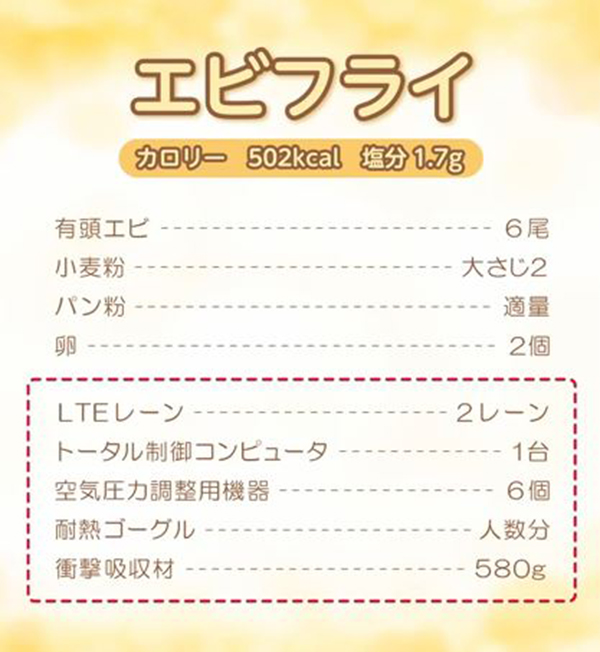 エビフライ
カロリー 502kcal 塩分 1.7g
有頭エビ 6尾
小麦粉 大さじ2
パン粉 適量
卵 2個
LTEレーン 2レーン
トータル制御コンピュータ 1台
空気圧力調整用機器 6個
耐熱ゴーグル 人数分
衝撃吸収材 580g